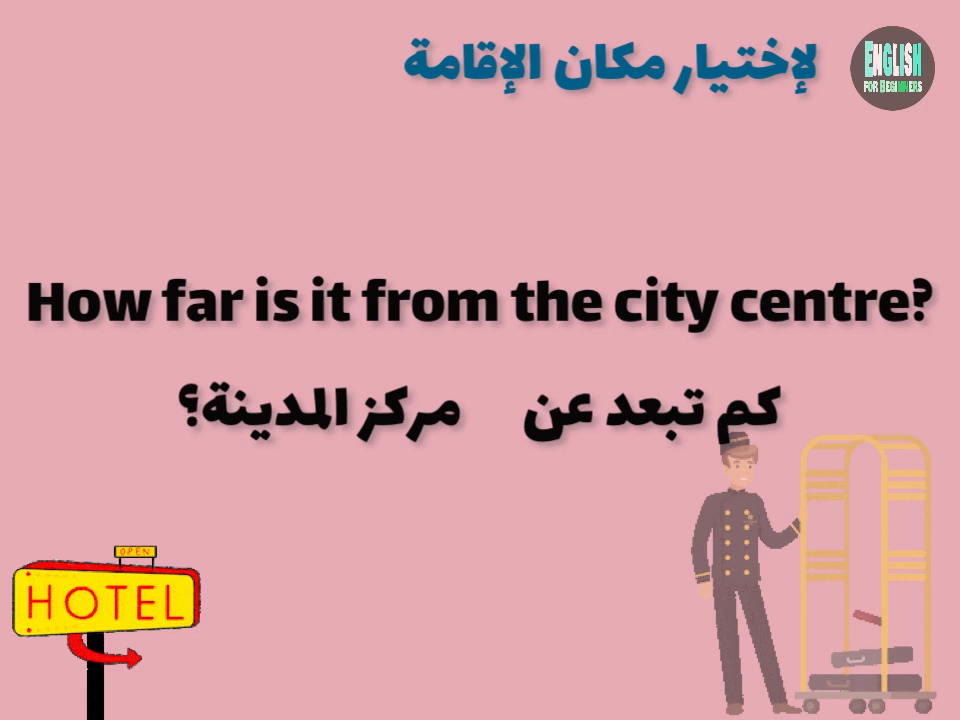 لإختيار مكان الإقامة
ENGLISH
FOR BEGINNERS
How far is it from the city centre?
كم تبعد عن مركز المدينة؟
OPEN
HOTEL